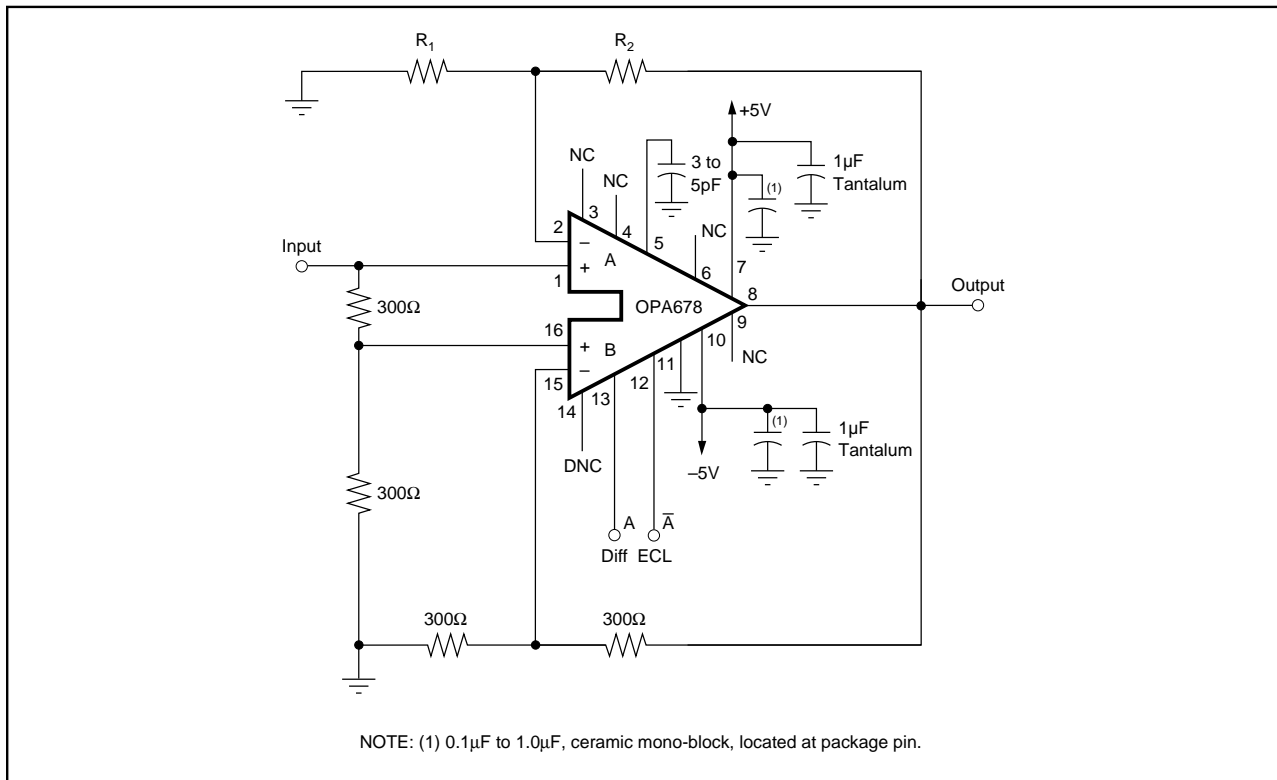 R1
R2
+5V
NC
3 to
5pF
1µF
Tantalum
(1)
NC
3
4
5
NC
2
–
A
6
7
Input
+
1
8
Output
OPA678
300Ω
9
16
+
B
10
NC
11
15
–
12
13
14
(1)
1µF
Tantalum
DNC
–5V
300Ω
A
A̅
Diff
ECL
300Ω
300Ω
NOTE: (1) 0.1µF to 1.0µF, ceramic mono-block, located at package pin.